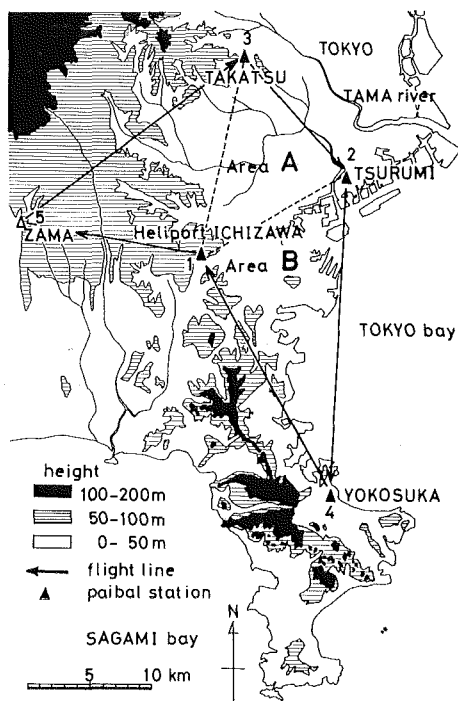 3
TOKYO
TAKATSU
TAMA river
Area A
2
TSURUMI
5
ZAMA
Heliport ICHIZAWA
1
Area B
TOKYO bay
height
100-200m
50-100m
0-50m
flight line
paibal station
YOKOSUKA
4
N
SAGAMI bay
5 10 km